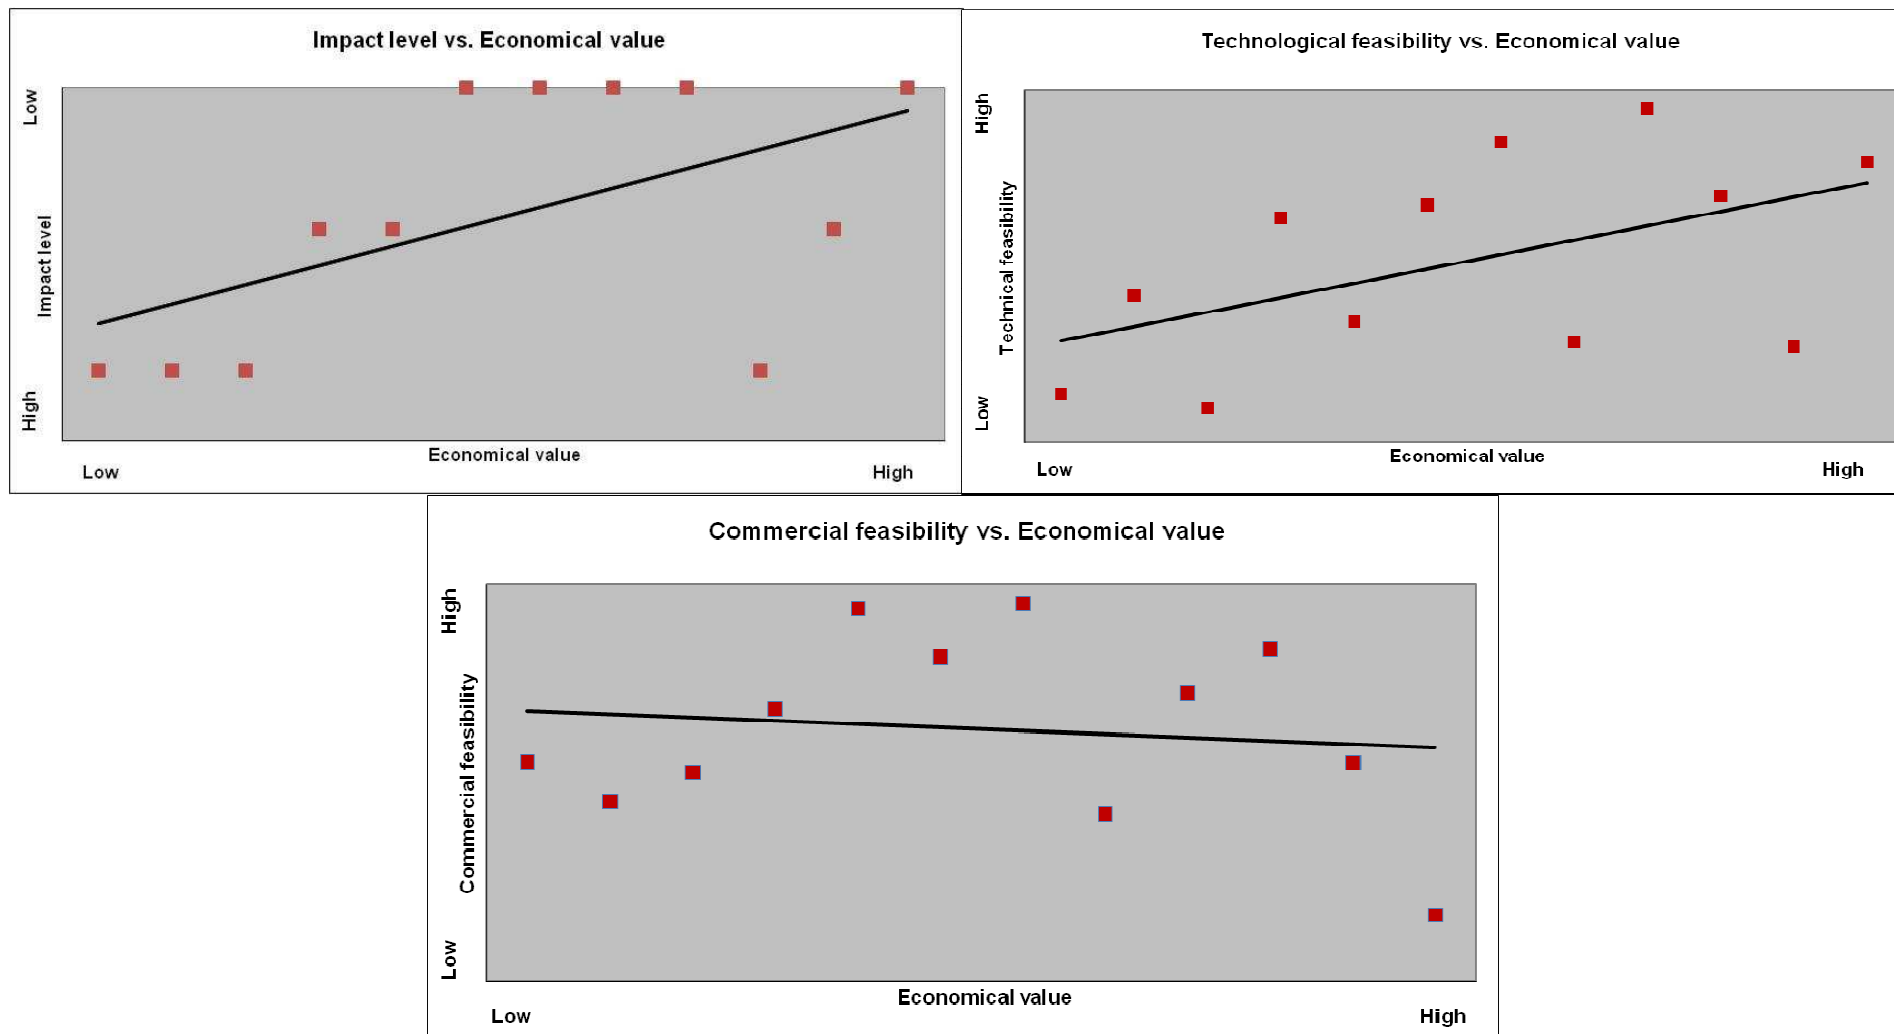 Impact level vs. Economical value
Low
Impact level
High
Economical value
Low
High
Technological feasibility vs. Economical value
High
Technical feasibility
Low
Economical value
Low
High
Commercial feasibility vs. Economical value
High
Commercial feasibility
Low
Economical value
Low
High